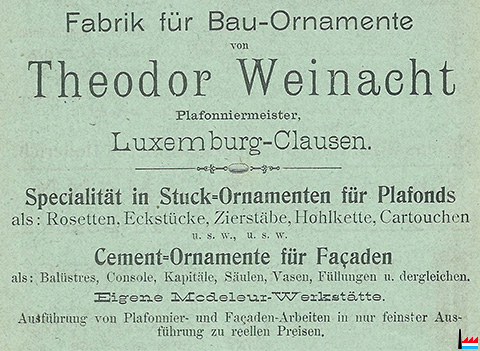 Fabrik für Bau-Ornamente
von
Theodor Weinacht
Plafonniermeister,
Luxemburg-Clausen.
Specialität in Stuck=Ornamenten für Plafonds
als: Rosetten, Eckstücke, Zierstäbe, Hohlkette, Cartouchen
u. s. w., u. s. w.
Cement=Ornamente für Façaden
als: Balüstres, Console, Kapitäle, Säulen, Vasen, Füllungen u. dergleichen.
Eigene Modeleur-Werkstätte.
Ausführung von Plafonnier- und Façaden-Arbeiten in nur feinster Aus-
führung zu reellen Preisen.